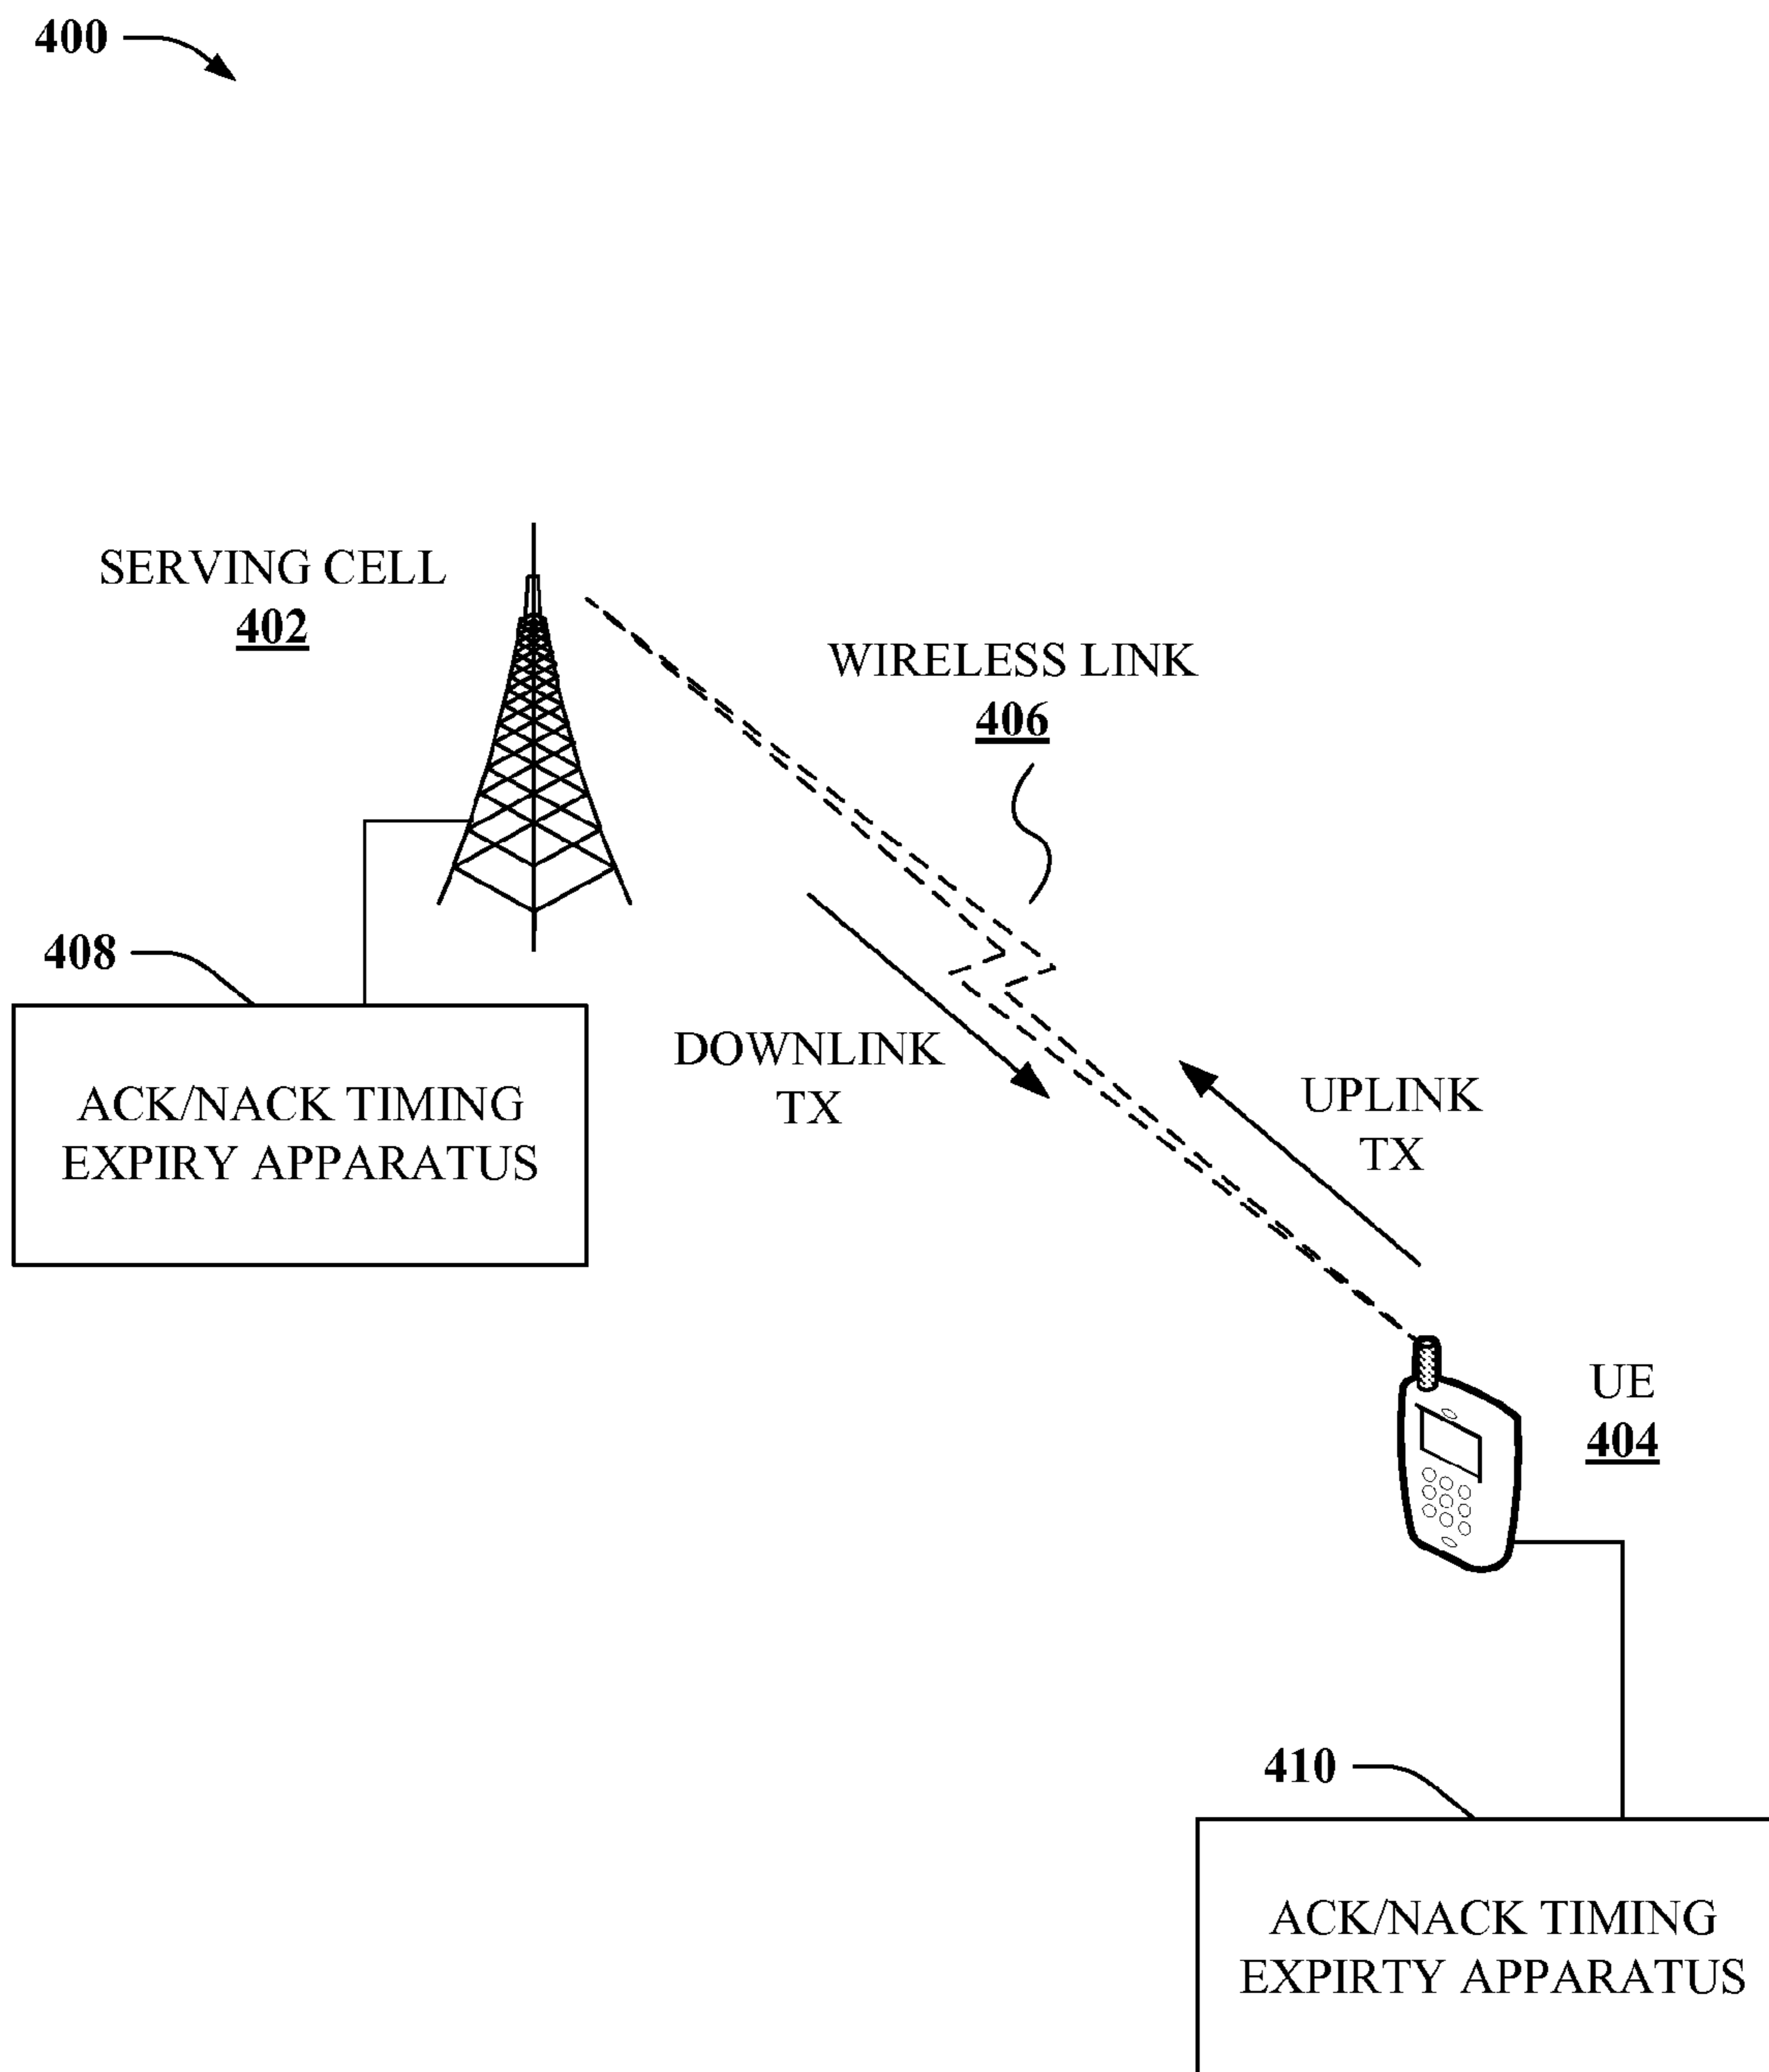 400
SERVING CELL
402
WIRELESS LINK
406
408
DOWNLINK
TX
UPLINK
TX
ACK/NACK TIMING
EXPIRY APPARATUS
UE
404
410
ACK/NACK TIMING
EXPIRTY APPARATUS